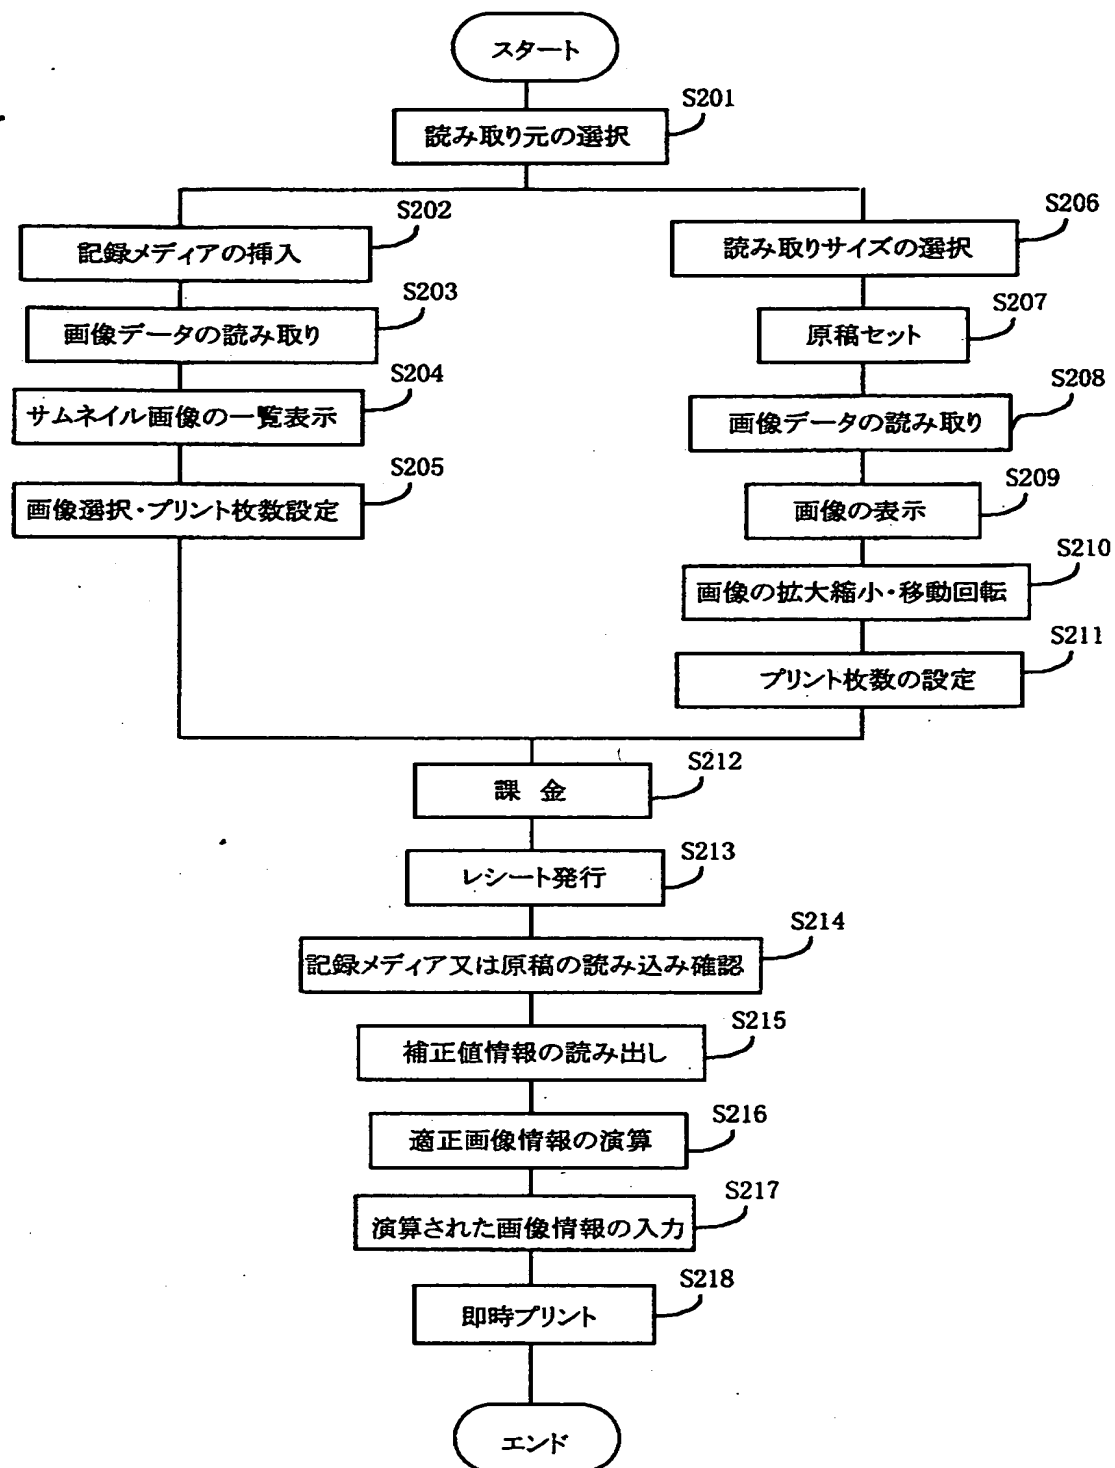 スタート
S201
読み取り元の選択
S202
記録メディアの挿入
S203
画像データの読み取り
S204
サムネイル画像の一覧表示
S205
画像選択・プリント枚数設定
S206
読み取りサイズの選択
S207
原稿セット
S208
画像データの読み取り
S209
画像の表示
S210
画像の拡大縮小・移動回転
S211
プリント枚数の設定
S212
課 金
S213
レシート発行
S214
記録メディア又は原稿の読み込み確認
S215
補正値情報の読み出し
S216
適正画像情報の演算
S217
演算された画像情報の入力
S218
即時プリント
エンド